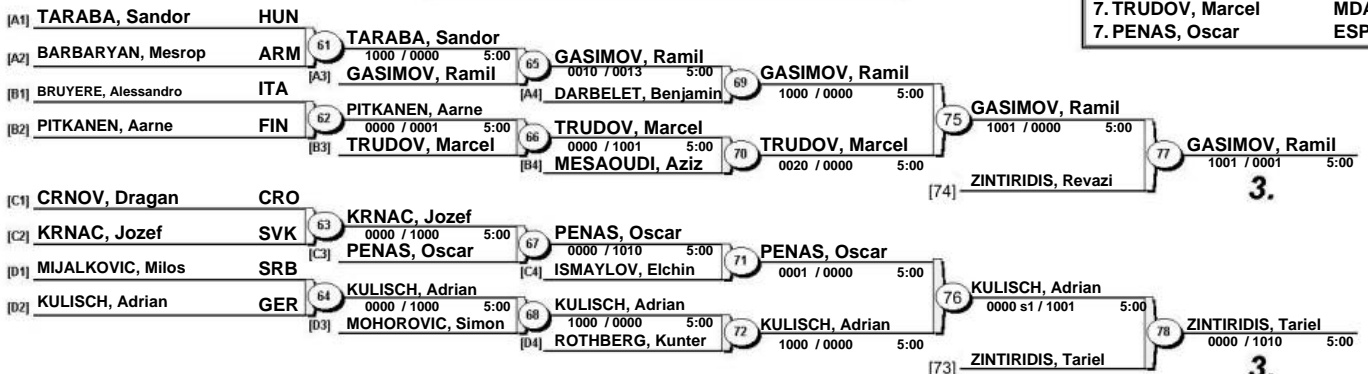 7. TRUDOV, Marcel MDA
7. PENAS, Oscar ESP
[A1] TARABA, Sandor HUN
[A2] BARBARYAN, Mesrop ARM
61
TARABA, Sandor
1000 / 0000 5:00
[A3] GASIMOV, Ramil
65
GASIMOV, Ramil
0010 / 0013 5:00
[A4] DARBELET, Benjamin
69
GASIMOV, Ramil
1000 / 0000 5:00
[B1] BRUYERE, Alessandro ITA
[B2] PITKANEN, Aarne FIN
62
PITKANEN, Aarne
0000 / 0001 5:00
[B3] TRUDOV, Marcel
66
TRUDOV, Marcel
0000 / 1001 5:00
[B4] MESAOUDI, Aziz
70
TRUDOV, Marcel
0020 / 0000 5:00
75
GASIMOV, Ramil
1001 / 0000 5:00
[74] ZINTIRIDIS, Revazi
77
GASIMOV, Ramil
1001 / 0001 5:00
3.
[C1] CRNOV, Dragan CRO
[C2] KRNAC, Jozef SVK
63
KRNAC, Jozef
0000 / 1000 5:00
[C3] PENAS, Oscar
67
PENAS, Oscar
0000 / 1010 5:00
[C4] ISMAYLOV, Elchin
71
PENAS, Oscar
0001 / 0000 5:00
[D1] MIJALKOVIC, Milos SRB
[D2] KULISCH, Adrian GER
64
KULISCH, Adrian
0000 / 1000 5:00
[D3] MOHOROVIC, Simon
68
KULISCH, Adrian
1000 / 0000 5:00
[D4] ROTHBERG, Kunter
72
KULISCH, Adrian
1000 / 0000 5:00
76
KULISCH, Adrian
0000 s1 / 1001 5:00
[73] ZINTIRIDIS, Tariel
78
ZINTIRIDIS, Tariel
0000 / 1010 5:00
3.